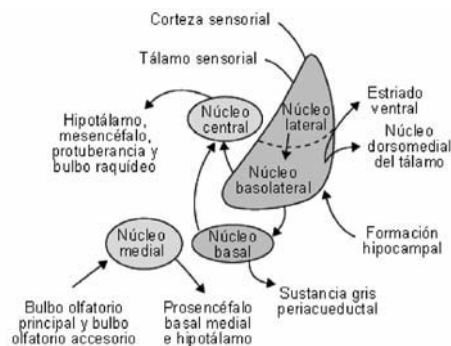 Corteza sensorial
Tálamo sensorial
Hipotálamo,
mesencéfalo,
protuberancia y
bulbo raquídeo
Núcleo
central
Núcleo
lateral
Núcleo
basolateral
Estriado
ventral
Núcleo
dorsomedial
del tálamo
Núcleo
medial
Núcleo
basal
Formación
hipocampal
Bulbo olfatorio
principal y bulbo
olfatorio accesorio
Prosencéfalo
basal medial
e hipotálamo
Sustancia gris
periacueductal